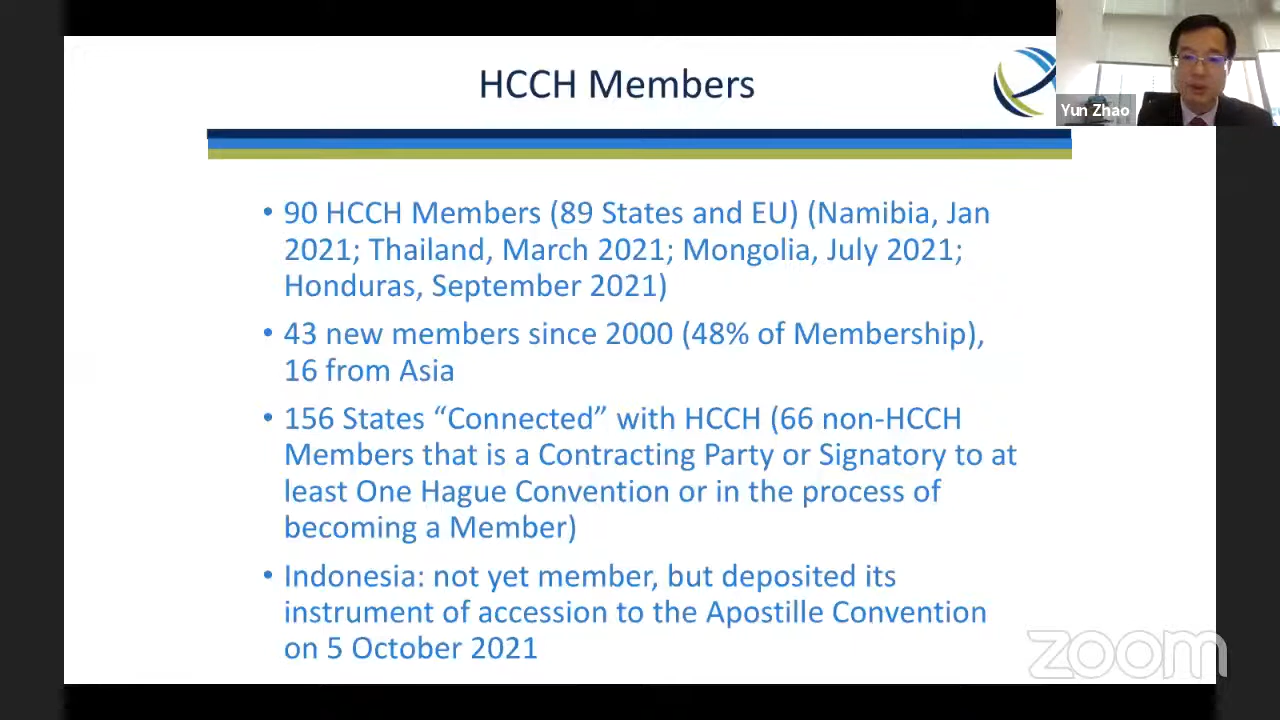 HCCH Members
Yun Zhao
• 90 HCCH Members (89 States and EU) (Namibia, Jan
2021; Thailand, March 2021; Mongolia, July 2021;
Honduras, September 2021)
• 43 new members since 2000 (48% of Membership),
16 from Asia
• 156 States “Connected” with HCCH (66 non-HCCH
Members that is a Contracting Party or Signatory to at
least One Hague Convention or in the process of
becoming a Member)
• Indonesia: not yet member, but deposited its
instrument of accession to the Apostille Convention
on 5 October 2021
zoom